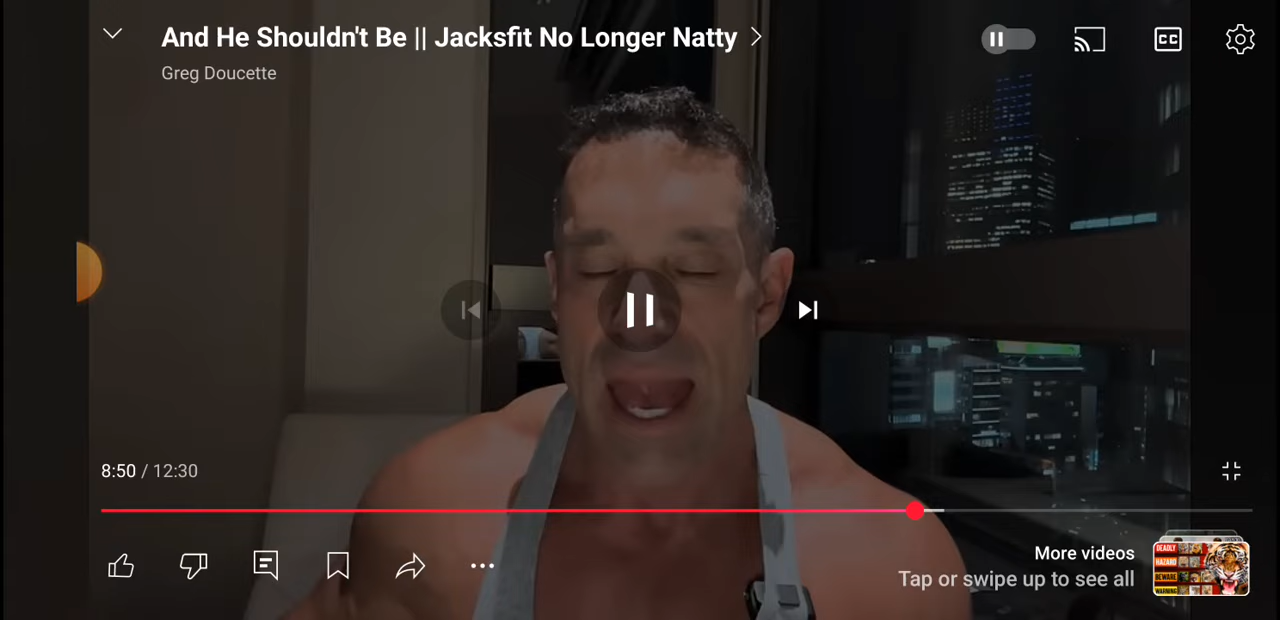 And He Shouldn't Be || Jacksfit No Longer Natty
Greg Doucette
CC
8:50 / 12:30
More videos
Tap or swipe up to see all
DEADLY
HAZARD
BEWARE
WARNING